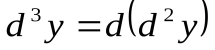 d³y = d(d²y)